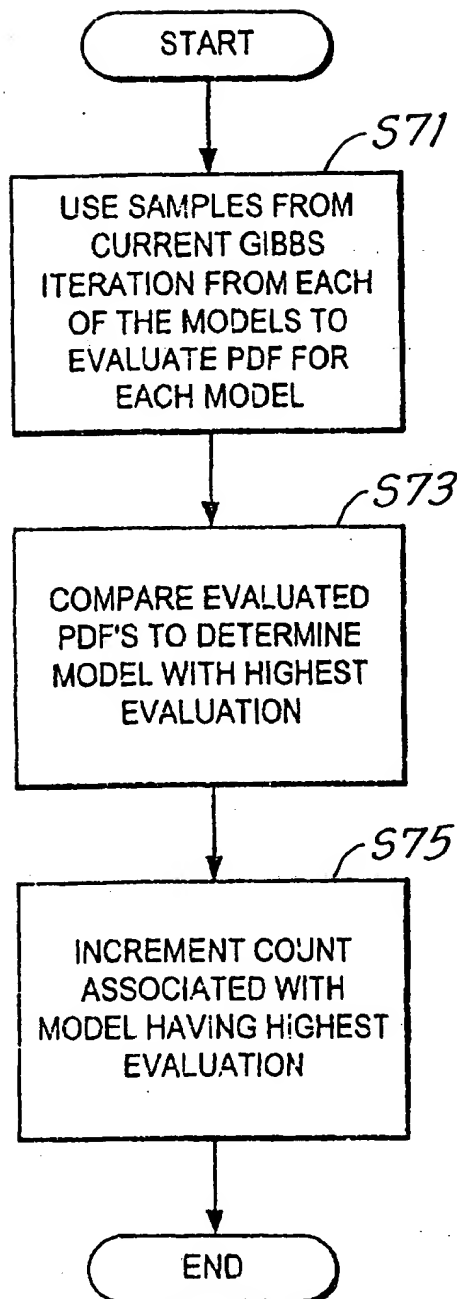 START
S71
USE SAMPLES FROM
CURRENT GIBBS
ITERATION FROM EACH
OF THE MODELS TO
EVALUATE PDF FOR
EACH MODEL
S73
COMPARE EVALUATED
PDF'S TO DETERMINE
MODEL WITH HIGHEST
EVALUATION
S75
INCREMENT COUNT
ASSOCIATED WITH
MODEL HAVING HIGHEST
EVALUATION
END